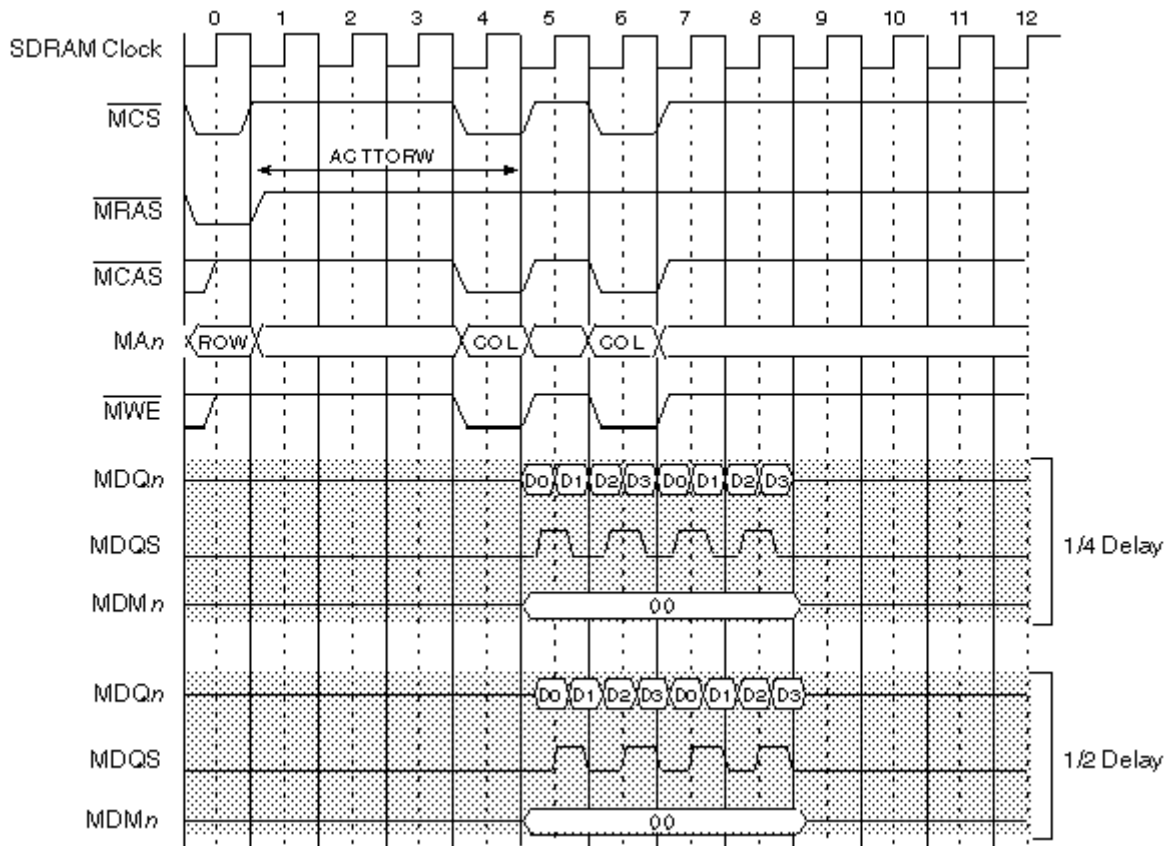 0 1 2 3 4 5 6 7 8 9 10 11 12
SDRAM Clock
MCS
ACTTORW
MRAS
MCAS
MAn ROW COL COL
MWE
MDQn D0 D1 D2 D3 D0 D1 D2 D3
MDQS
1/4 Delay
MDMn 00
MDQn D0 D1 D2 D3 D0 D1 D2 D3
MDQS
1/2 Delay
MDMn 00